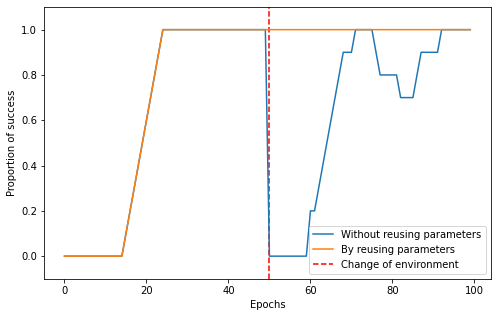 1.0
0.8
0.6
0.4
0.2
0.0
Proportion of success
0 20 40 60 80 100
Epochs
Without reusing parameters
By reusing parameters
Change of environment